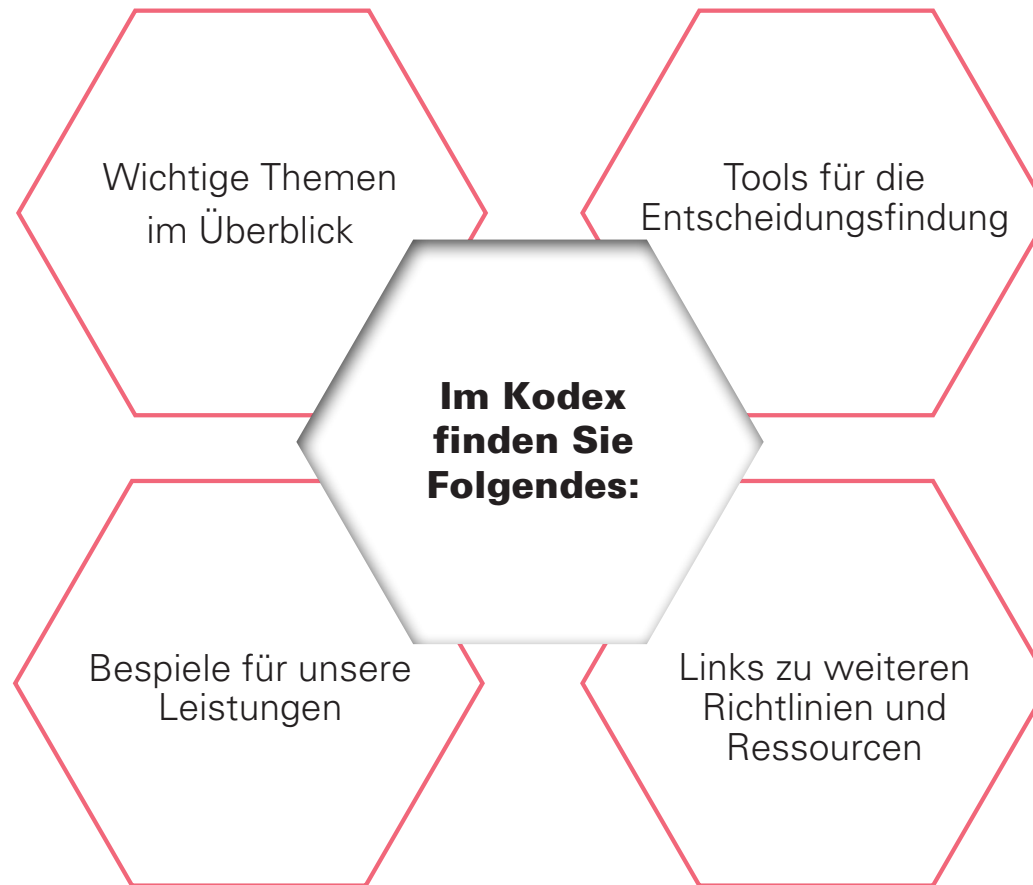 Wichtige Themen
im Überblick
Tools für die
Entscheidungsfindung
Im Kodex
finden Sie
Folgendes:
Bespiele für unsere
Leistungen
Links zu weiteren
Richtlinien und
Ressourcen